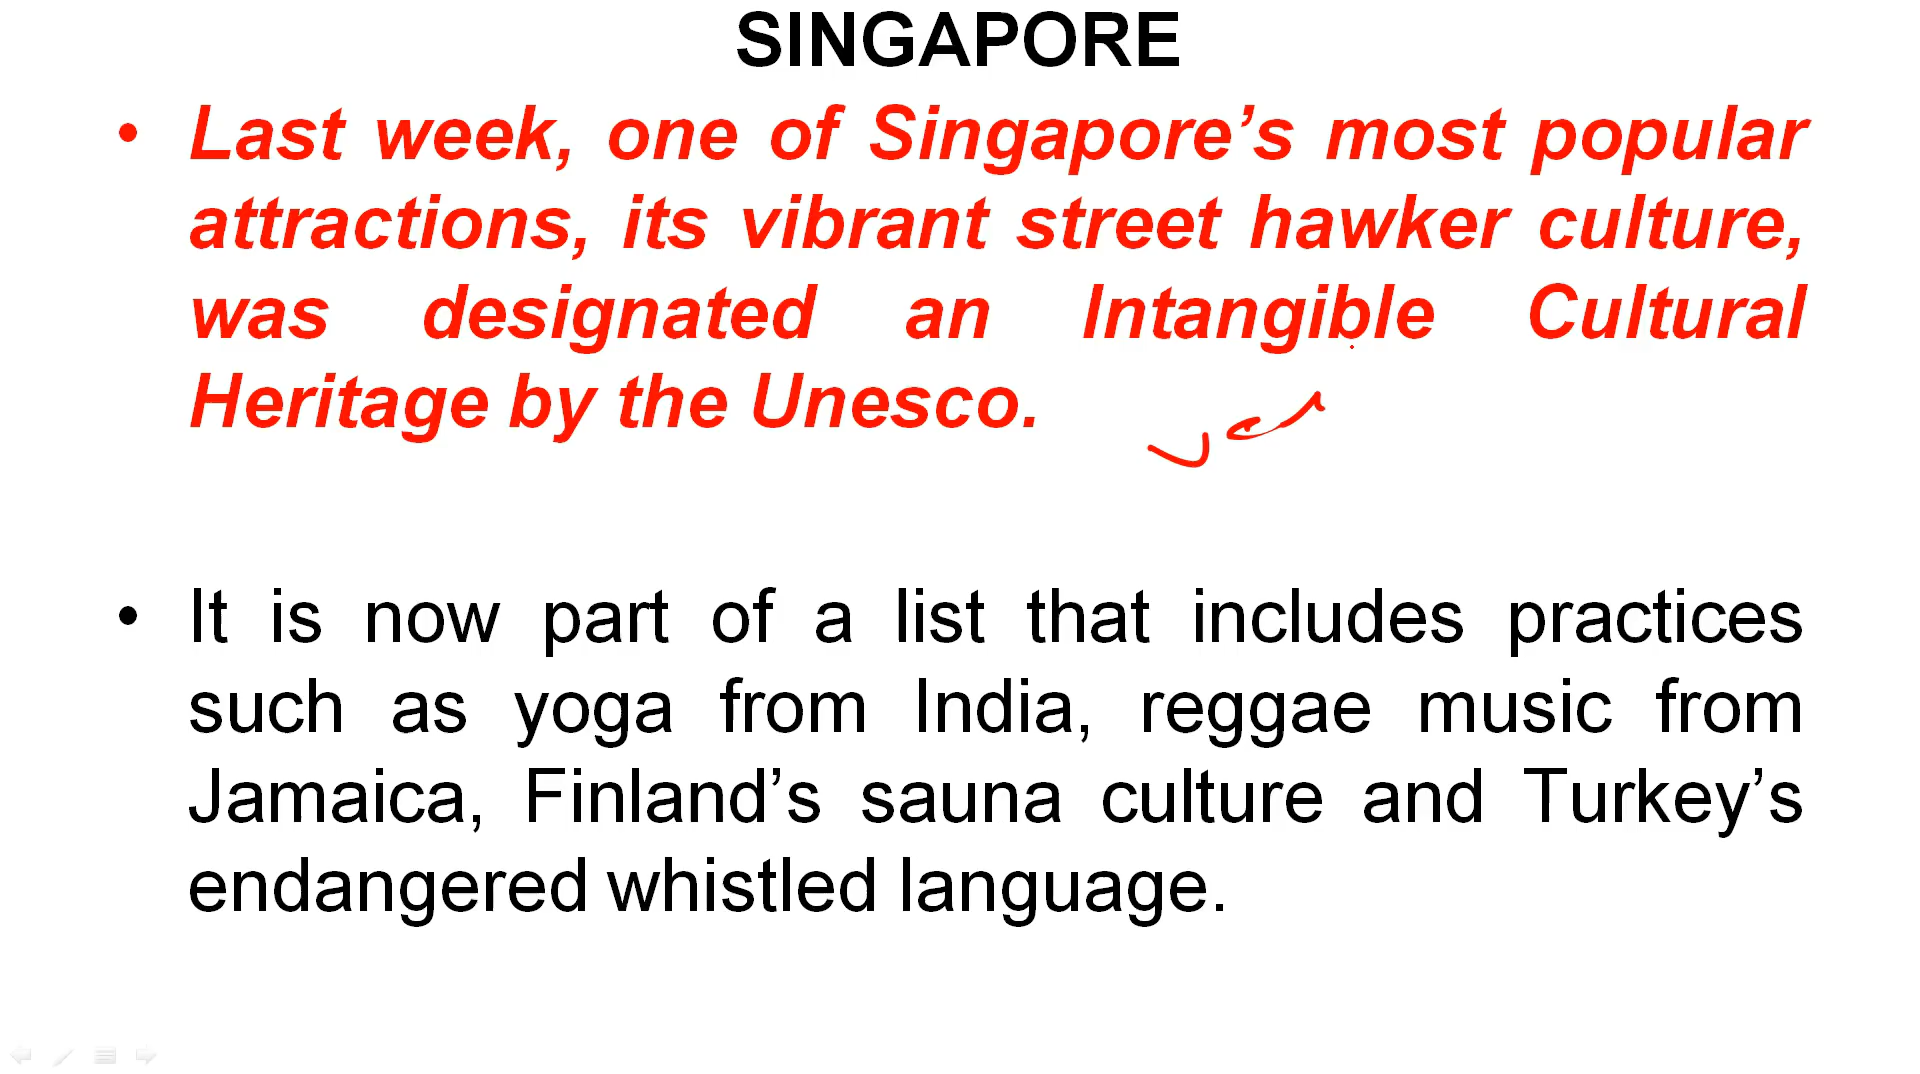 SINGAPORE
• Last week, one of Singapore’s most popular
attractions, its vibrant street hawker culture,
was designated an Intangible Cultural
Heritage by the Unesco.
• It is now part of a list that includes practices
such as yoga from India, reggae music from
Jamaica, Finland’s sauna culture and Turkey’s
endangered whistled language.